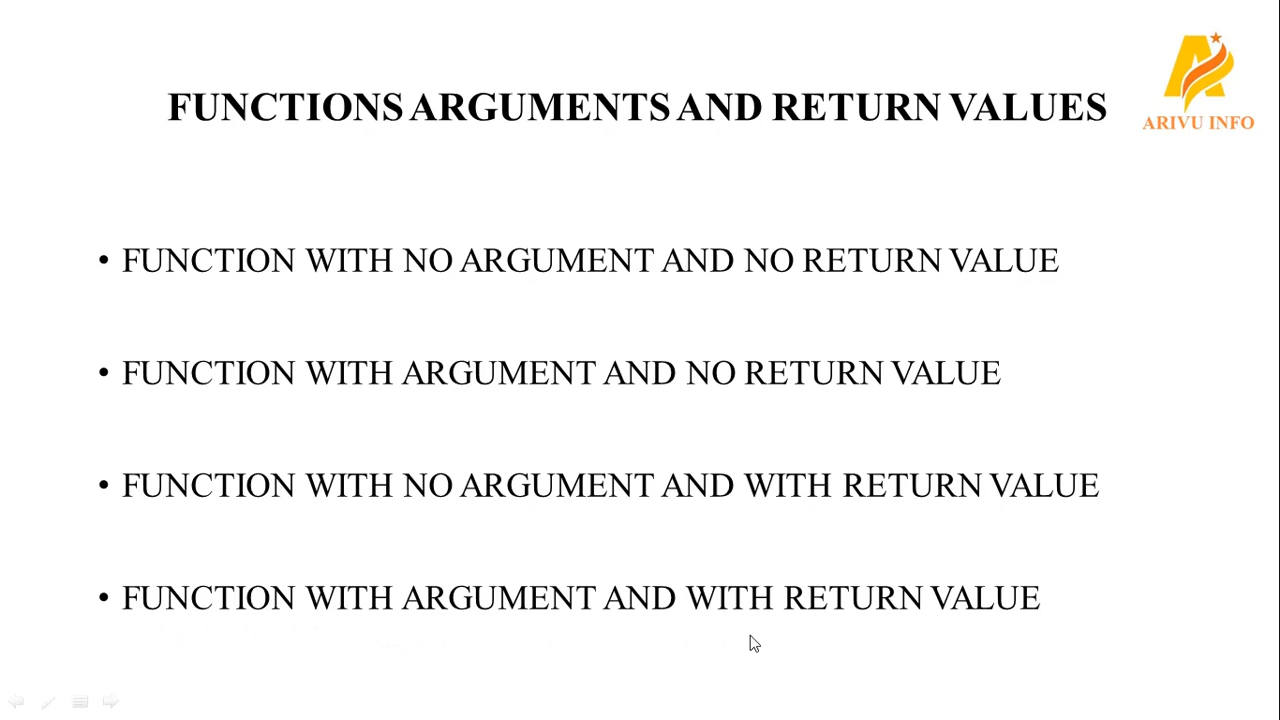 FUNCTIONS ARGUMENTS AND RETURN VALUES
ARIVU INFO
• FUNCTION WITH NO ARGUMENT AND NO RETURN VALUE
• FUNCTION WITH ARGUMENT AND NO RETURN VALUE
• FUNCTION WITH NO ARGUMENT AND WITH RETURN VALUE
• FUNCTION WITH ARGUMENT AND WITH RETURN VALUE